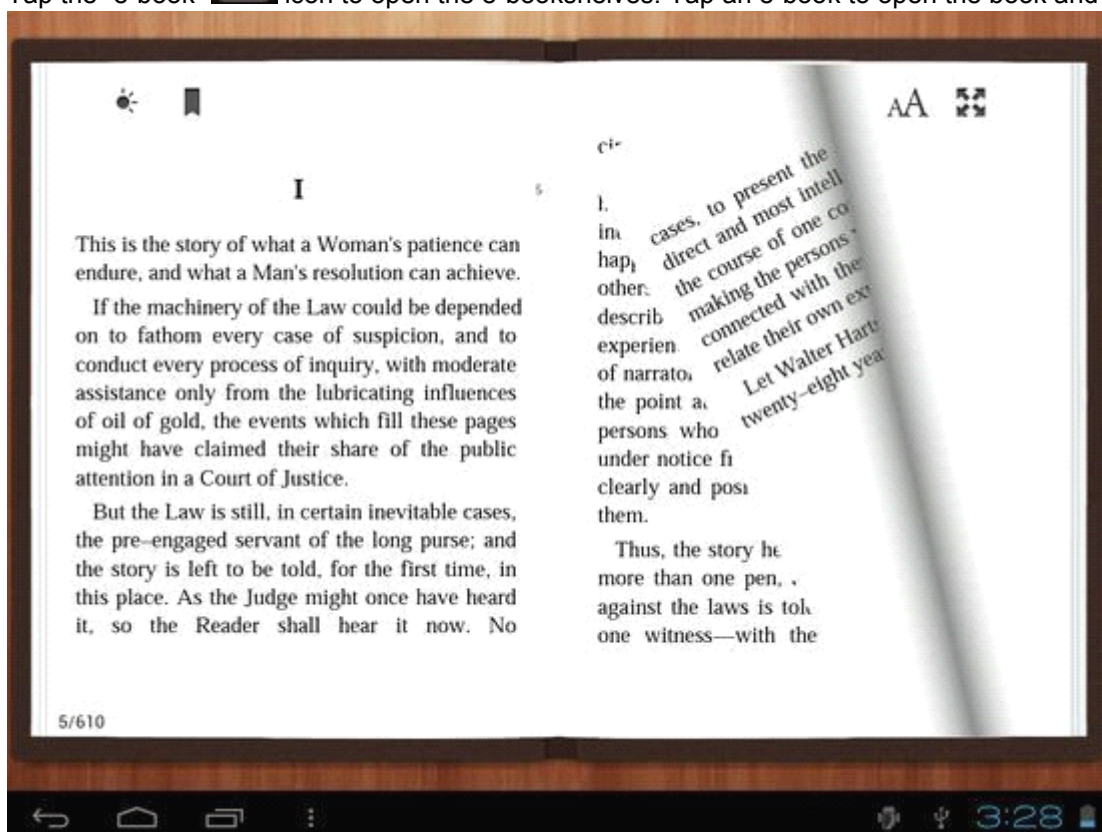 Tap the "e-book" icon to open the e-bookshelves. Tap an e-book to open the book and
AA
I
5
This is the story of what a Woman's patience can
endure, and what a Man's resolution can achieve.
If the machinery of the Law could be depended
on to fathom every case of suspicion, and to
conduct every process of inquiry, with moderate
assistance only from the lubricating influences
of oil of gold, the events which fill these pages
might have claimed their share of the public
attention in a Court of Justice.
But the Law is still, in certain inevitable cases,
the pre–engaged servant of the long purse; and
the story is left to be told, for the first time, in
this place. As the Judge might once have heard
it, so the Reader shall hear it now. No
5/610
of
the point
persons who
under notice
clearly and
them.
Thus, the story
more than one pen,
against the laws is
one witness—with the
cases, to present the
direct and most
the course of one
making the persons
connected with
relate their own
Let Walter
twenty–eight
3:28